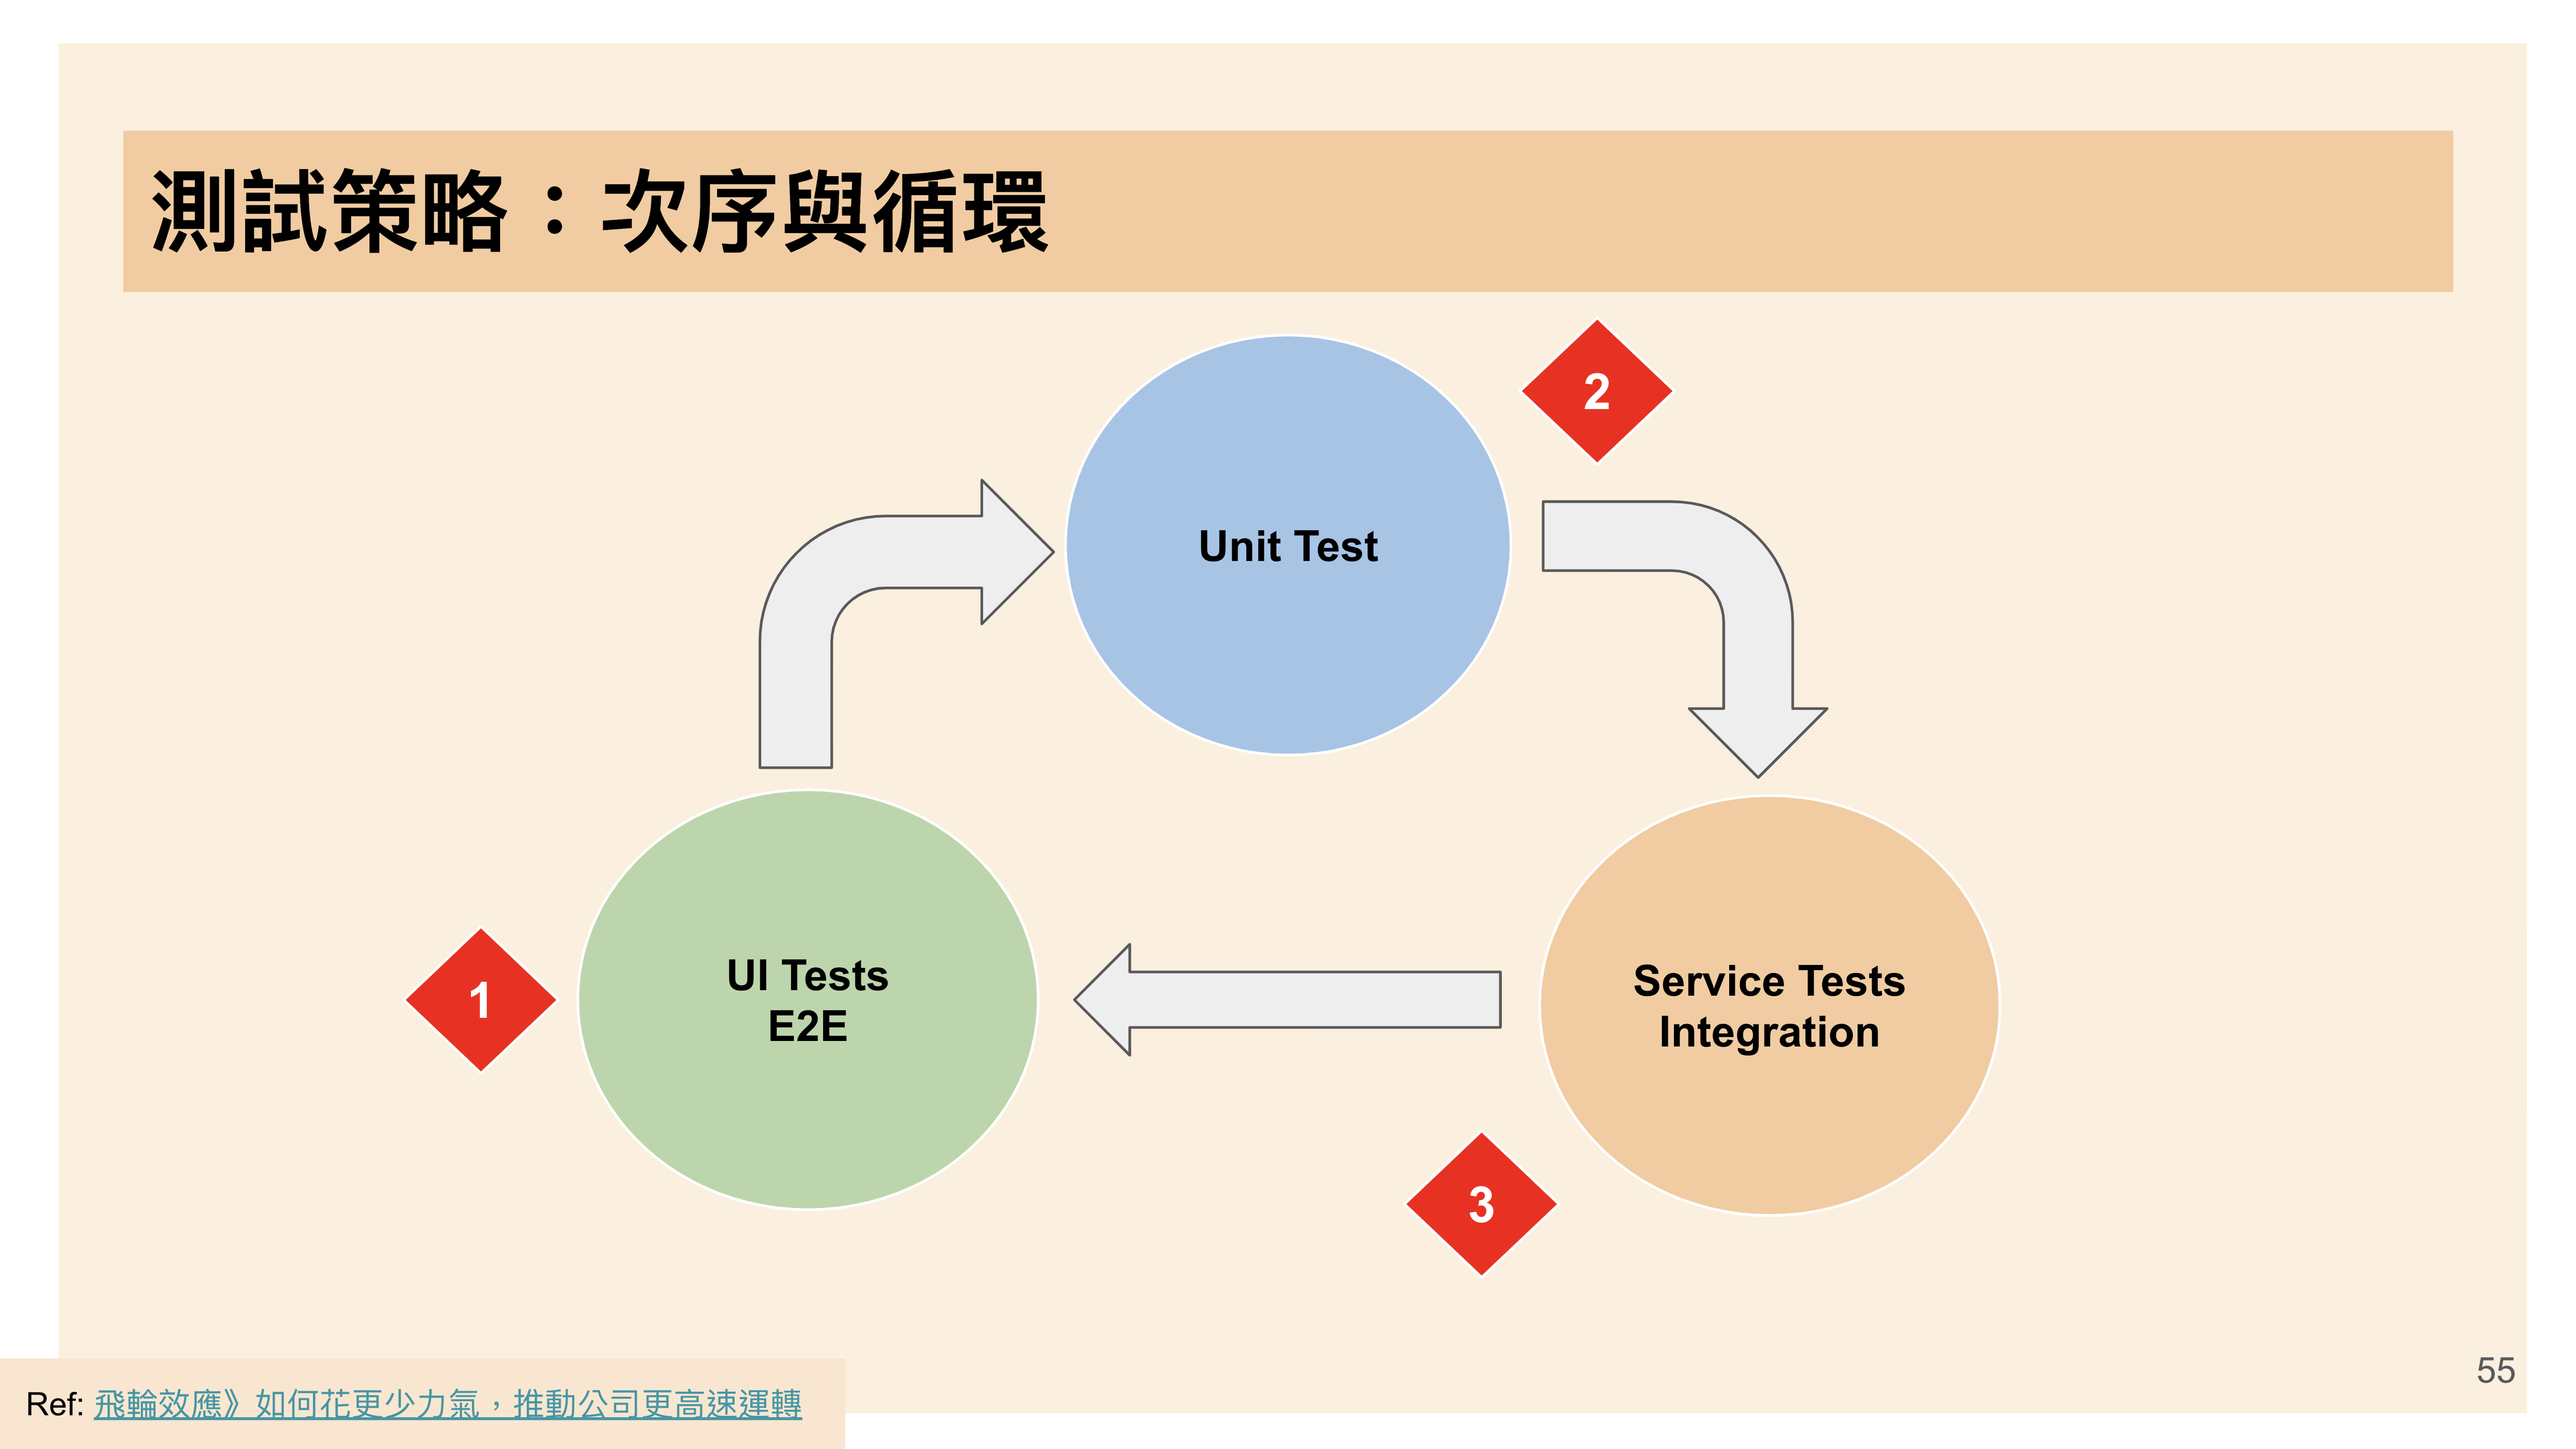 測試策略：次序與循環
2
Unit Test
UI Tests
E2E
1
Service Tests
Integration
3
55
Ref: 飛輪效應》如何花更少力氣，推動公司更高速運轉